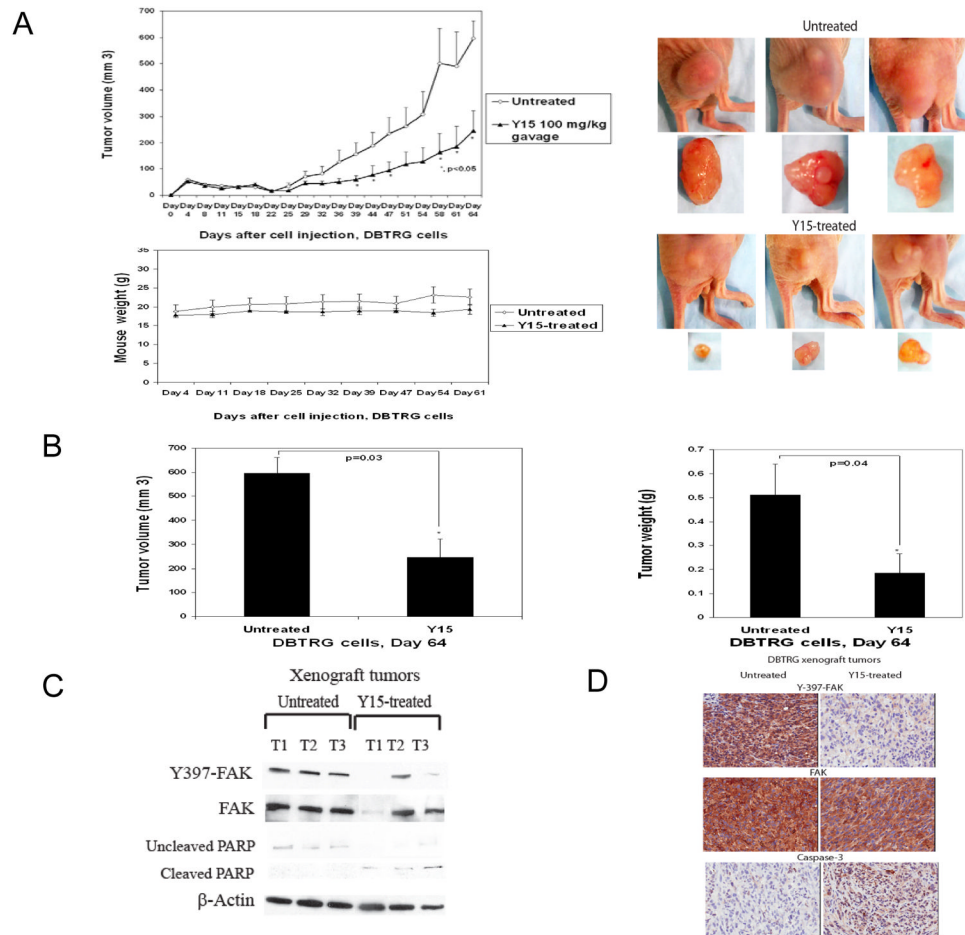 A
700
600
500
400
300
200
100
0
Tumor volume (mm 3)
Day Day Day Day Day Day Day Day Day Day Day Day Day Day Day Day Day Day Day
0 4 8 11 15 18 22 25 29 32 36 39 44 47 51 54 58 61 64
Days after cell injection, DBTRG cells
Untreated
Y15 100 mg/kg
gavage
*, p<0.05
* * * * * *
35
30
25
20
15
10
5
0
Mouse weight (g)
Day 4 Day 11 Day 18 Day 25 Day 32 Day 39 Day 47 Day 54 Day 61
Days after cell injection, DBTRG cells
Untreated
Y15-treated
Untreated
Y15-treated
B
700
600
500
400
300
200
100
0
Tumor volume (mm 3)
p=0.03
*
Untreated Y15
DBTRG cells, Day 64
0.7
0.6
0.5
0.4
0.3
0.2
0.1
0
Tumor weight (g)
p=0.04
*
Untreated Y15
DBTRG cells, Day 64
C
Xenograft tumors
Untreated Y15-treated
T1 T2 T3 T1 T2 T3
Y397-FAK
FAK
Uncleaved PARP
Cleaved PARP
β-Actin
D
DBTRG xenograft tumors
Untreated Y15-treated
Y-397-FAK
FAK
Caspase-3